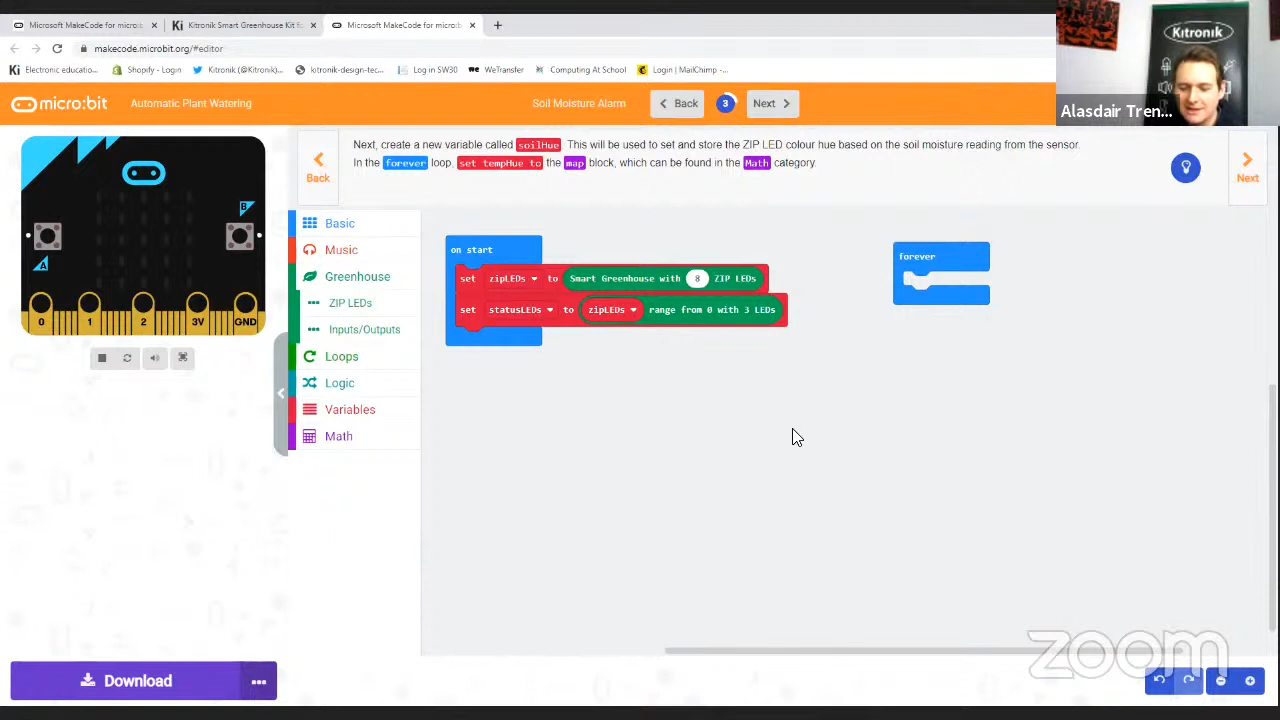 Microsoft MakeCode for micro:b
Kitronik Smart Greenhouse Kit fo
Microsoft MakeCode for micro:b
makecode.microbit.org/#editor
Electronic educatio...
Shopify - Login
Kitronik (@Kitronik)...
kitronik-design-tec...
Log in SW30
WeTransfer
Computing At School
Login | MailChimp -...
KitroniK
Alasdair Tren...
micro:bit
Automatic Plant Watering
Soil Moisture Alarm
Back
3
Next
Back
Next, create a new variable called soilHue. This will be used to set and store the ZIP LED colour hue based on the soil moisture reading from the sensor.
In the forever loop, set tempHue to the map block, which can be found in the Math category.
Next
B
A
0 1 2 3V GND
Basic
Music
Greenhouse
ZIP LEDs
Inputs/Outputs
Loops
Logic
Variables
Math
on start
set zipLEDs to Smart Greenhouse with 8 ZIP LEDs
set statusLEDs to zipLEDs range from 0 with 3 LEDs
forever
Download
zoom